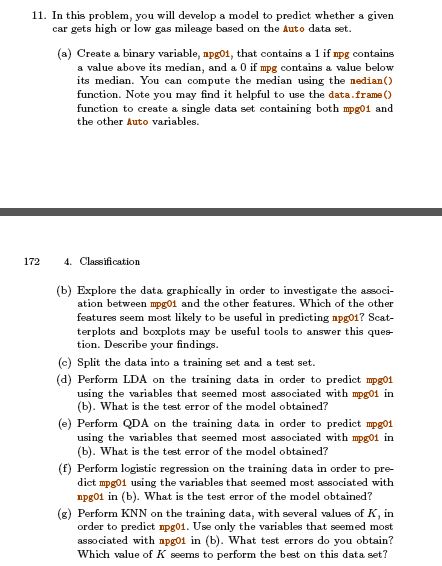 11. In this problem, you will develop a model to predict whether a given
car gets high or low gas mileage based on the Auto data set.
(a) Create a binary variable, mpg01, that contains a 1 if mpg contains
a value above its median, and a 0 if mpg contains a value below
its median. You can compute the median using the median()
function. Note you may find it helpful to use the data.frame()
function to create a single data set containing both mpg01 and
the other Auto variables.
172 4. Classification
(b) Explore the data graphically in order to investigate the associ-
ation between mpg01 and the other features. Which of the other
features seem most likely to be useful in predicting mpg01? Scat-
terplots and boxplots may be useful tools to answer this ques-
tion. Describe your findings.
(c) Split the data into a training set and a test set.
(d) Perform LDA on the training data in order to predict mpg01
using the variables that seemed most associated with mpg01 in
(b). What is the test error of the model obtained?
(e) Perform QDA on the training data in order to predict mpg01
using the variables that seemed most associated with mpg01 in
(b). What is the test error of the model obtained?
(f) Perform logistic regression on the training data in order to pre-
dict mpg01 using the variables that seemed most associated with
mpg01 in (b). What is the test error of the model obtained?
(g) Perform KNN on the training data, with several values of K, in
order to predict mpg01. Use only the variables that seemed most
associated with mpg01 in (b). What test errors do you obtain?
Which value of K seems to perform the best on this data set?